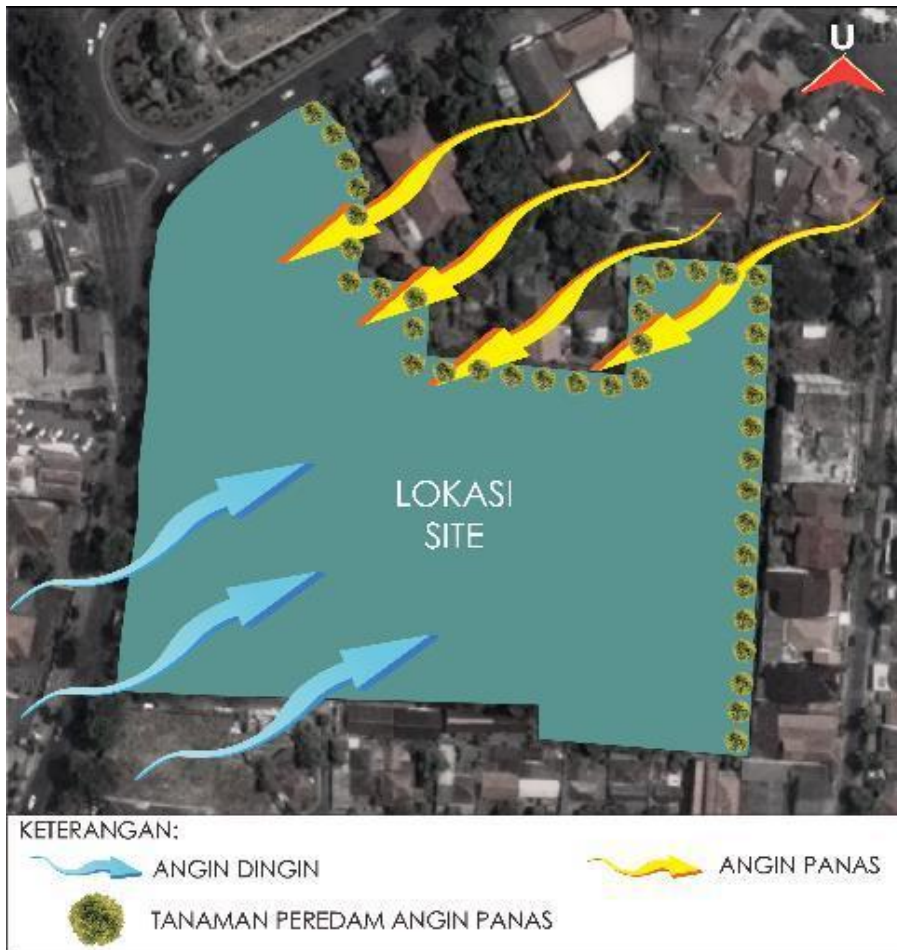 U
LOKASI
SITE
KETERANGAN:
ANGIN DINGIN
ANGIN PANAS
TANAMAN PEREDAM ANGIN PANAS